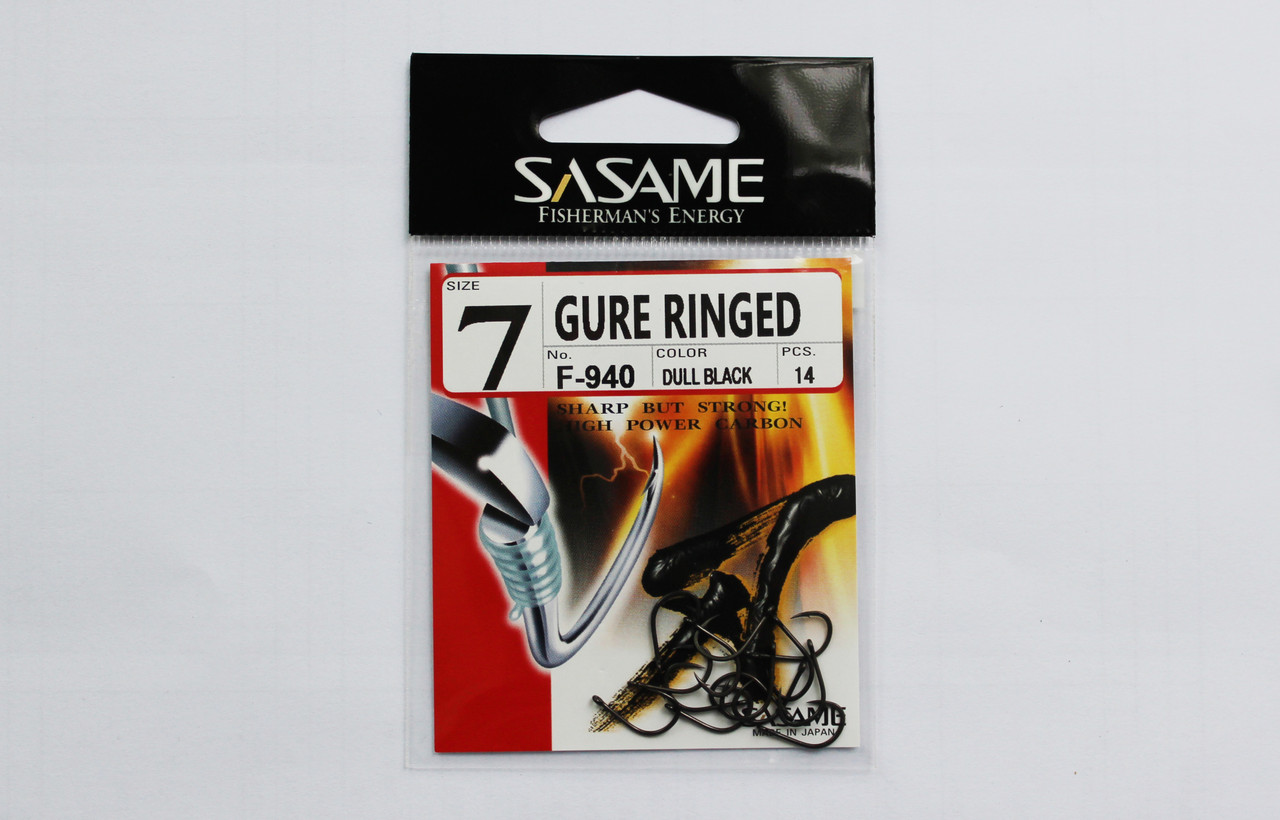 SASAME
FISHERMAN'S ENERGY
SIZE
7
GURE RINGED
No.
F-940
COLOR
DULL BLACK
PCS.
14
SHARP BUT STRONG!
HIGH POWER CARBON
SASAME
MADE IN JAPAN